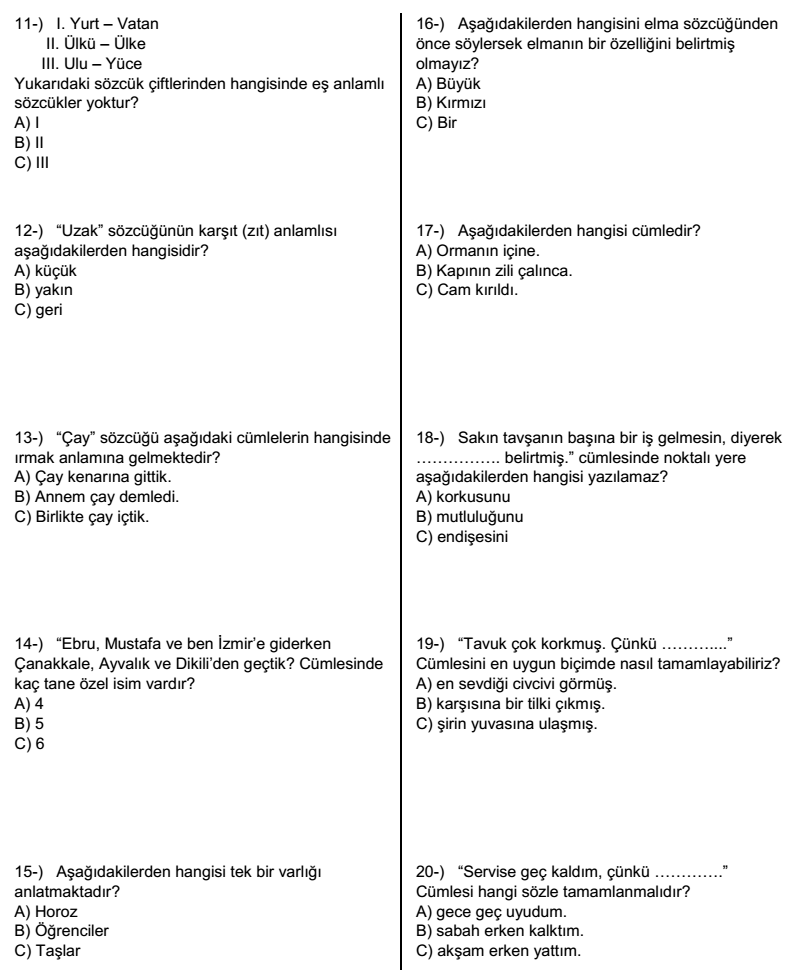 11-) I. Yurt – Vatan
II. Ülkü – Ülke
III. Ulu – Yüce
Yukarıdaki sözcük çiftlerinden hangisinde eş anlamlı
sözcükler yoktur?
A) I
B) II
C) III
12-) “Uzak” sözcüğünün karşıt (zıt) anlamlısı
aşağıdakilerden hangisidir?
A) küçük
B) yakın
C) geri
13-) “Çay” sözcüğü aşağıdaki cümlelerin hangisinde
ırmak anlamına gelmektedir?
A) Çay kenarına gittik.
B) Annem çay demledi.
C) Birlikte çay içtik.
14-) “Ebru, Mustafa ve ben İzmir’e giderken
Çanakkale, Ayvalık ve Dikili’den geçtik? Cümlesinde
kaç tane özel isim vardır?
A) 4
B) 5
C) 6
15-) Aşağıdakilerden hangisi tek bir varlığı
anlatmaktadır?
A) Horoz
B) Öğrenciler
C) Taşlar
16-) Aşağıdakilerden hangisini elma sözcüğünden
önce söylersek elmanın bir özelliğini belirtmiş
olmayız?
A) Büyük
B) Kırmızı
C) Bir
17-) Aşağıdakilerden hangisi cümledir?
A) Ormanın içine.
B) Kapının zili çalınca.
C) Cam kırıldı.
18-) Sakın tavşanın başına bir iş gelmesin, diyerek
……………. belirtmiş.” cümlesinde noktalı yere
aşağıdakilerden hangisi yazılamaz?
A) korkusunu
B) mutluluğunu
C) endişesini
19-) “Tavuk çok korkmuş. Çünkü ………....”
Cümlesini en uygun biçimde nasıl tamamlayabiliriz?
A) en sevdiği civcivi görmüş.
B) karşısına bir tilki çıkmış.
C) şirin yuvasına ulaşmış.
20-) “Servise geç kaldım, çünkü ………….”
Cümlesi hangi sözle tamamlanmalıdır?
A) gece geç uyudum.
B) sabah erken kalktım.
C) akşam erken yattım.